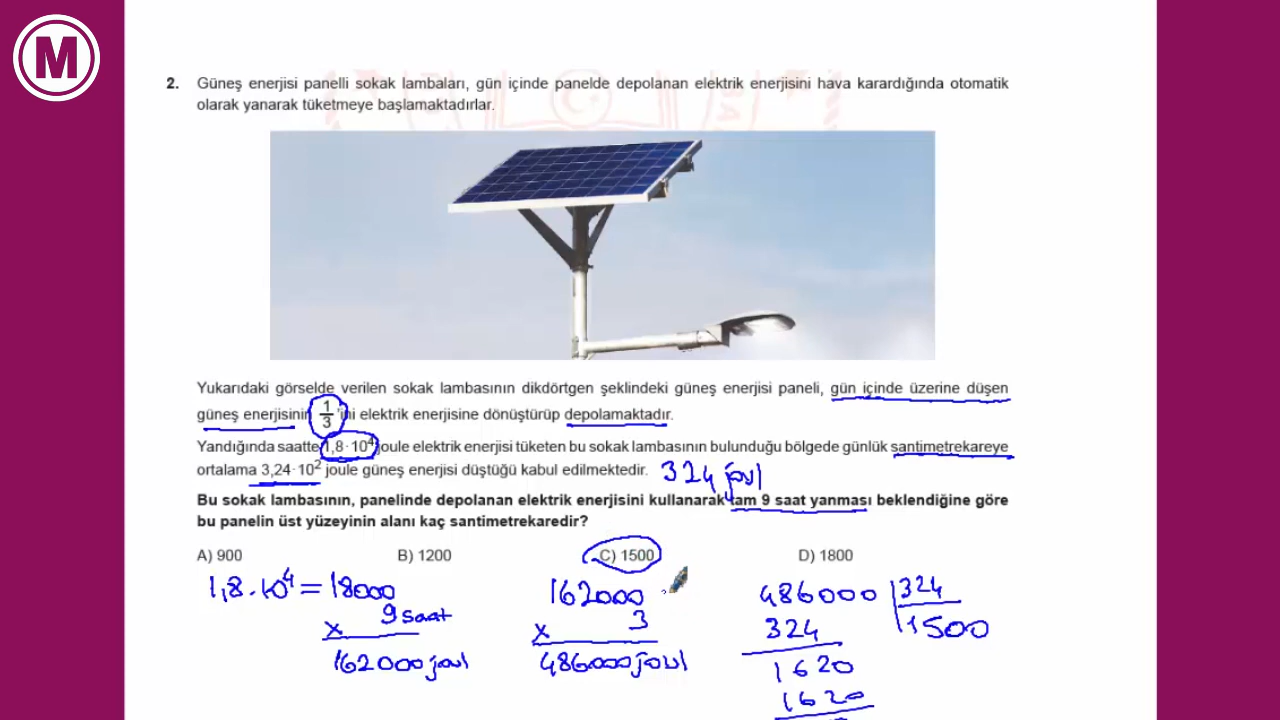 M
2. Güneş enerjisi panelli sokak lambaları, gün içinde panelde depolanan elektrik enerjisini hava karardığında otomatik
olarak yanarak tüketmeye başlamaktadırlar.
Yukarıdaki görselde verilen sokak lambasının dikdörtgen şeklindeki güneş enerjisi paneli, gün içinde üzerine düşen
güneş enerjisinin 1/3 'ini elektrik enerjisine dönüştürüp depolamaktadır.
Yandığında saatte 1,8·10⁴ joule elektrik enerjisi tüketen bu sokak lambasının bulunduğu bölgede günlük santimetrekareye
ortalama 3,24·10² joule güneş enerjisi düştüğü kabul edilmektedir. 324 joul
Bu sokak lambasının, panelinde depolanan elektrik enerjisini kullanarak tam 9 saat yanması beklendiğine göre
bu panelin üst yüzeyinin alanı kaç santimetrekaredir?
A) 900 B) 1200 C) 1500 D) 1800
1,8·10⁴ = 18000 162000 486000 324
x 9 saat x 3 324 1500
162000 joul 486000 joul 1620
1620